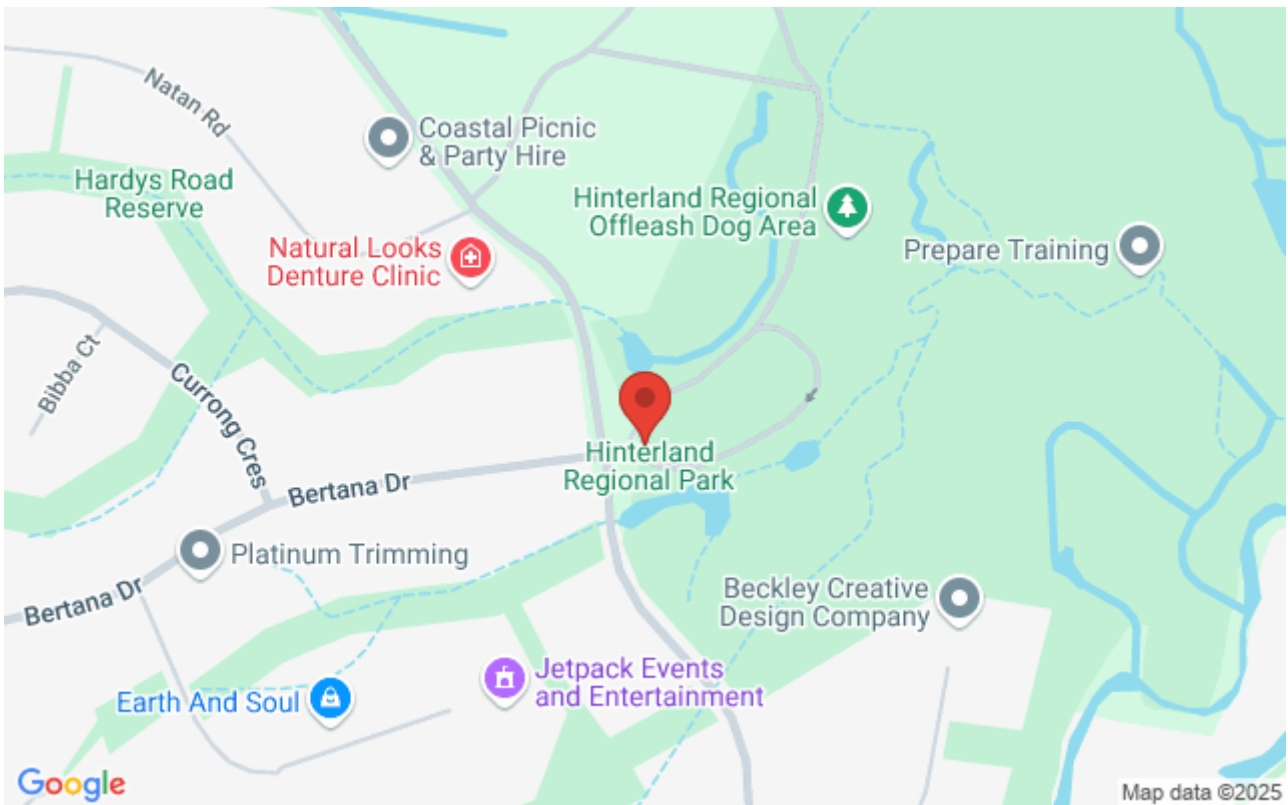 Natan Rd
Coastal Picnic
& Party Hire
Hardys Road
Reserve
Hinterland Regional
Offleash Dog Area
Natural Looks
Denture Clinic
Prepare Training
Bibba Ct
Currong Cres
Hinterland
Regional Park
Bertana Dr
Platinum Trimming
Bertana Dr
Beckley Creative
Design Company
Jetpack Events
and Entertainment
Earth And Soul
Google
Map data ©2025